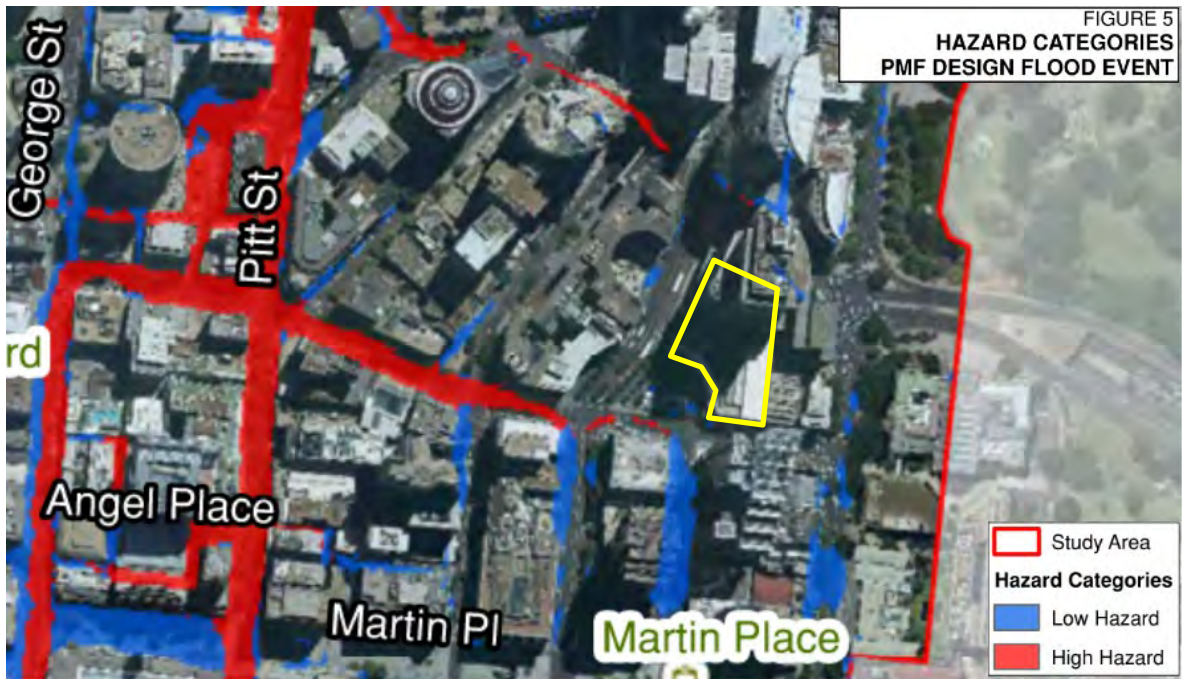 FIGURE 5
HAZARD CATEGORIES
PMF DESIGN FLOOD EVENT
George St
Pitt St
rd
Angel Place
Martin Pl
Martin Place
Study Area
Hazard Categories
Low Hazard
High Hazard